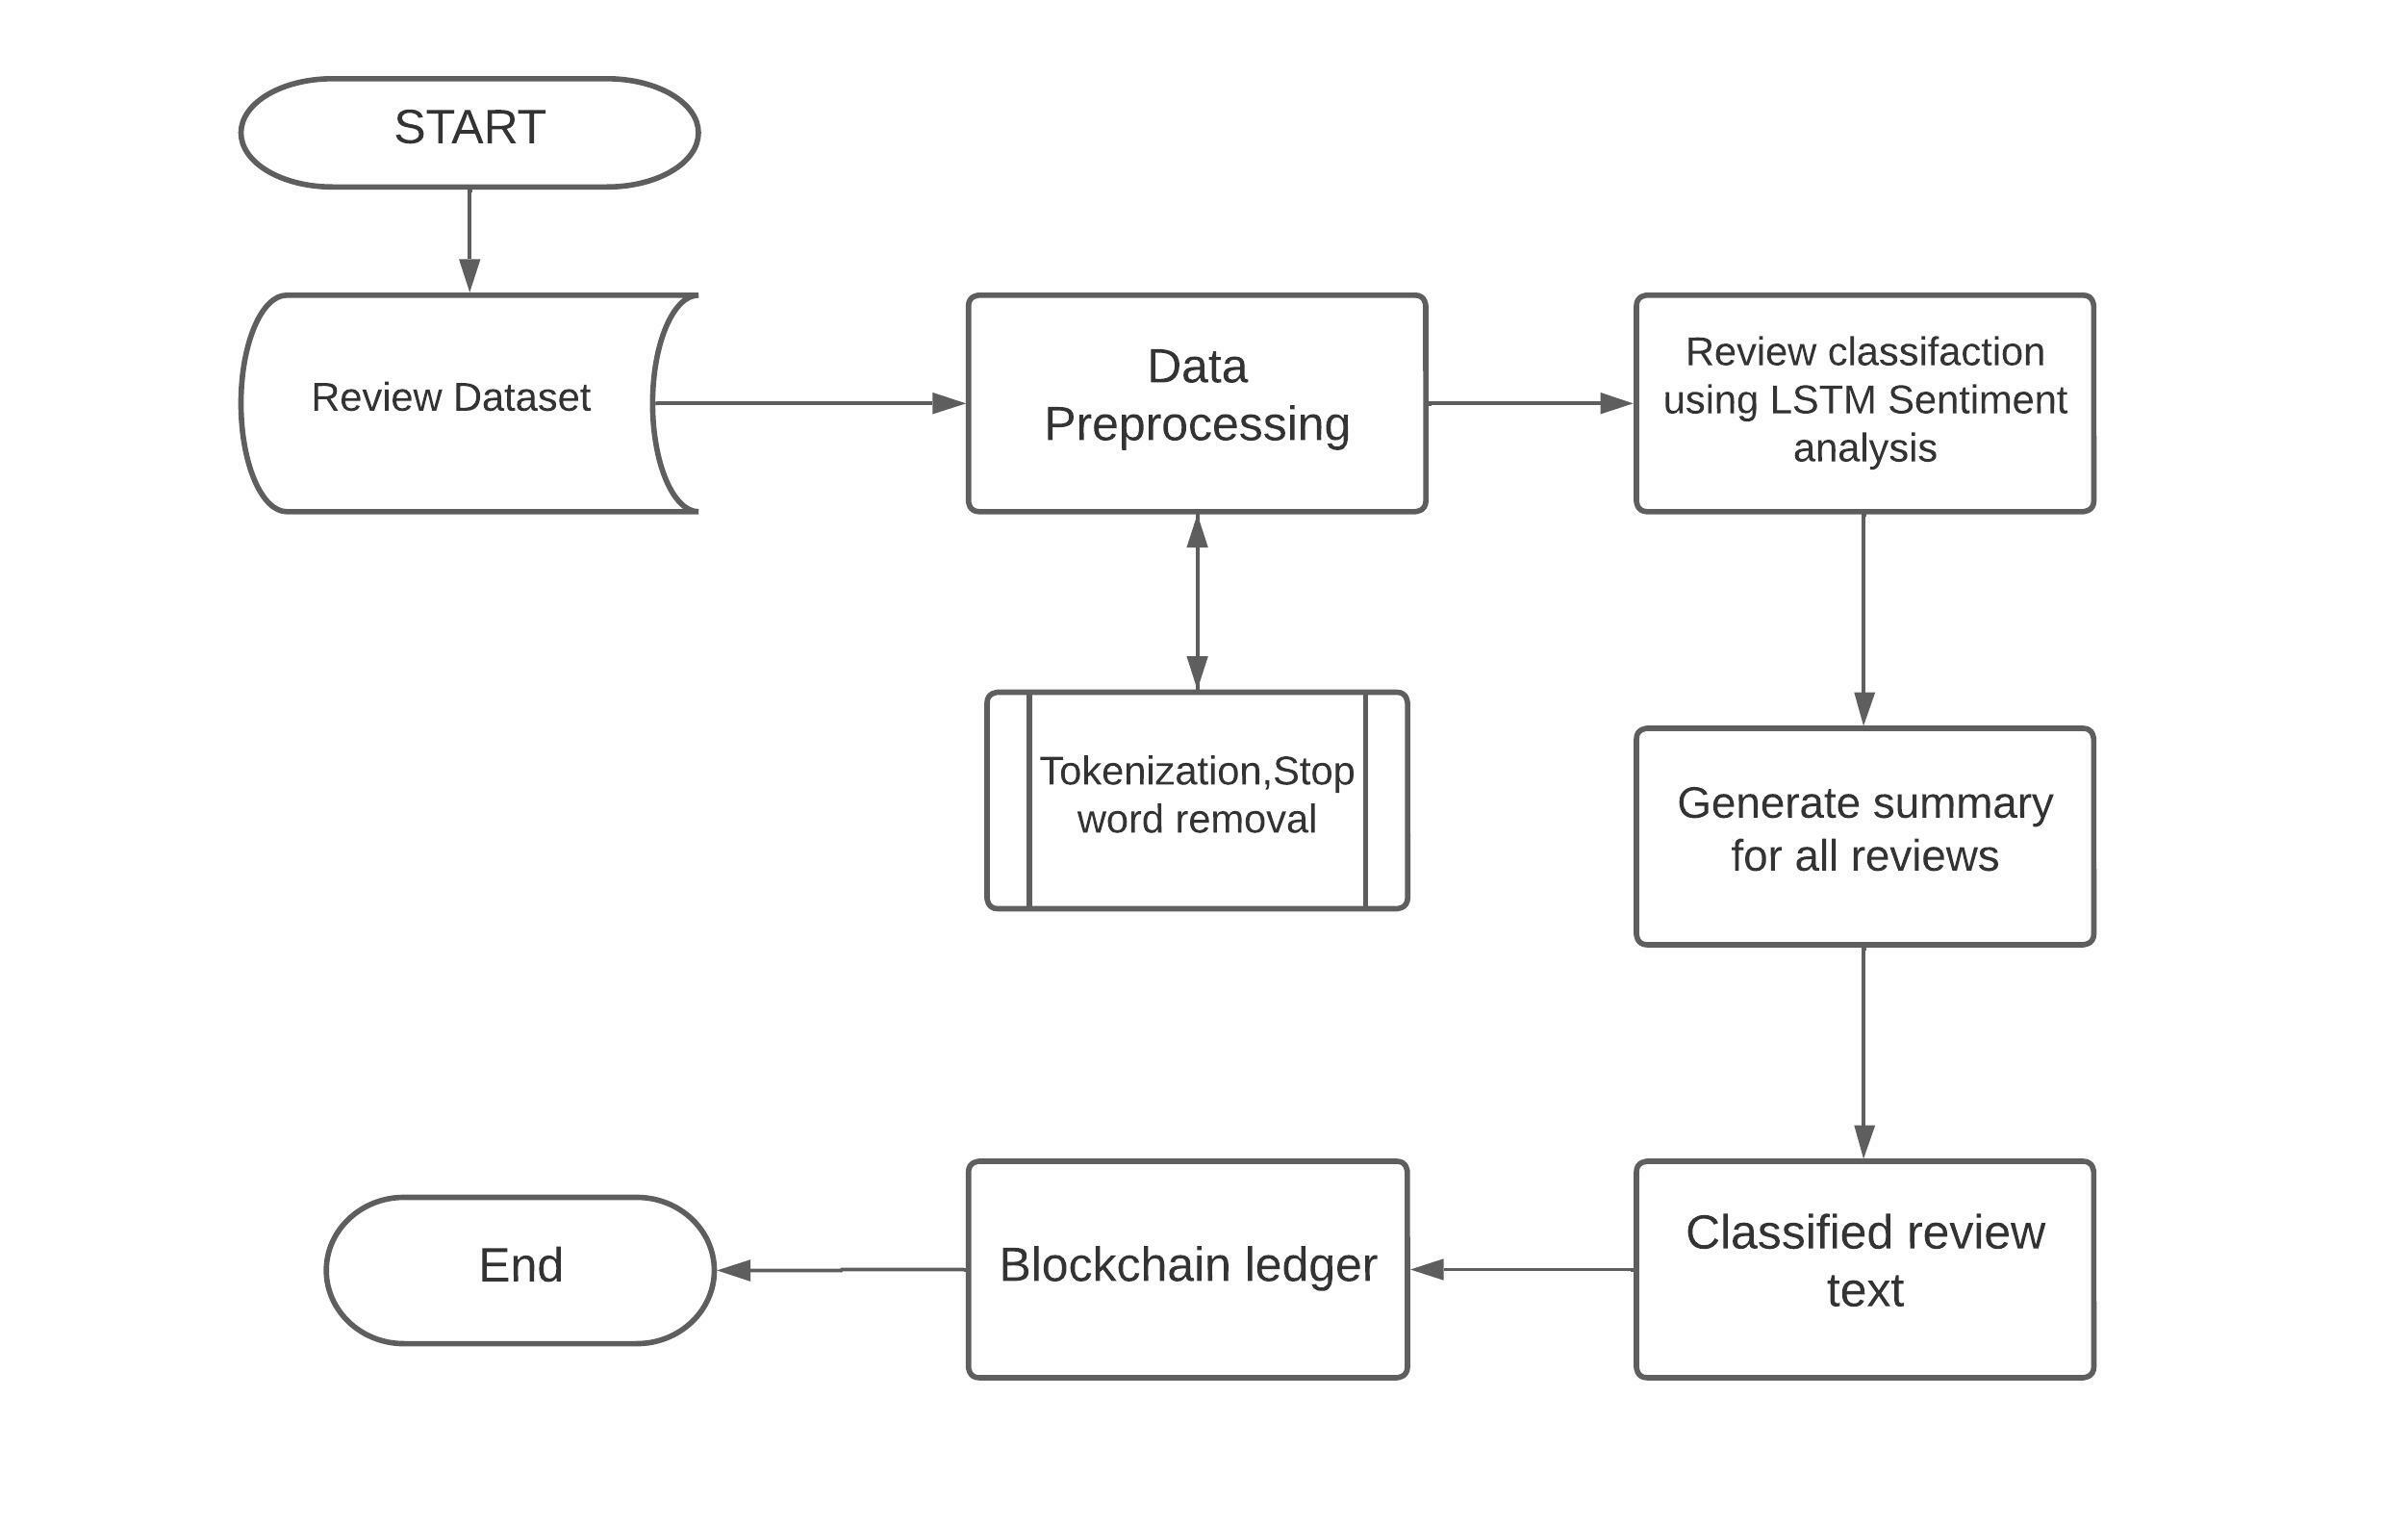 START
Review Dataset
Data
Preprocessing
Review classifaction
using LSTM Sentiment
analysis
Tokenization,Stop
word removal
Generate summary
for all reviews
Classified review
text
Blockchain ledger
End